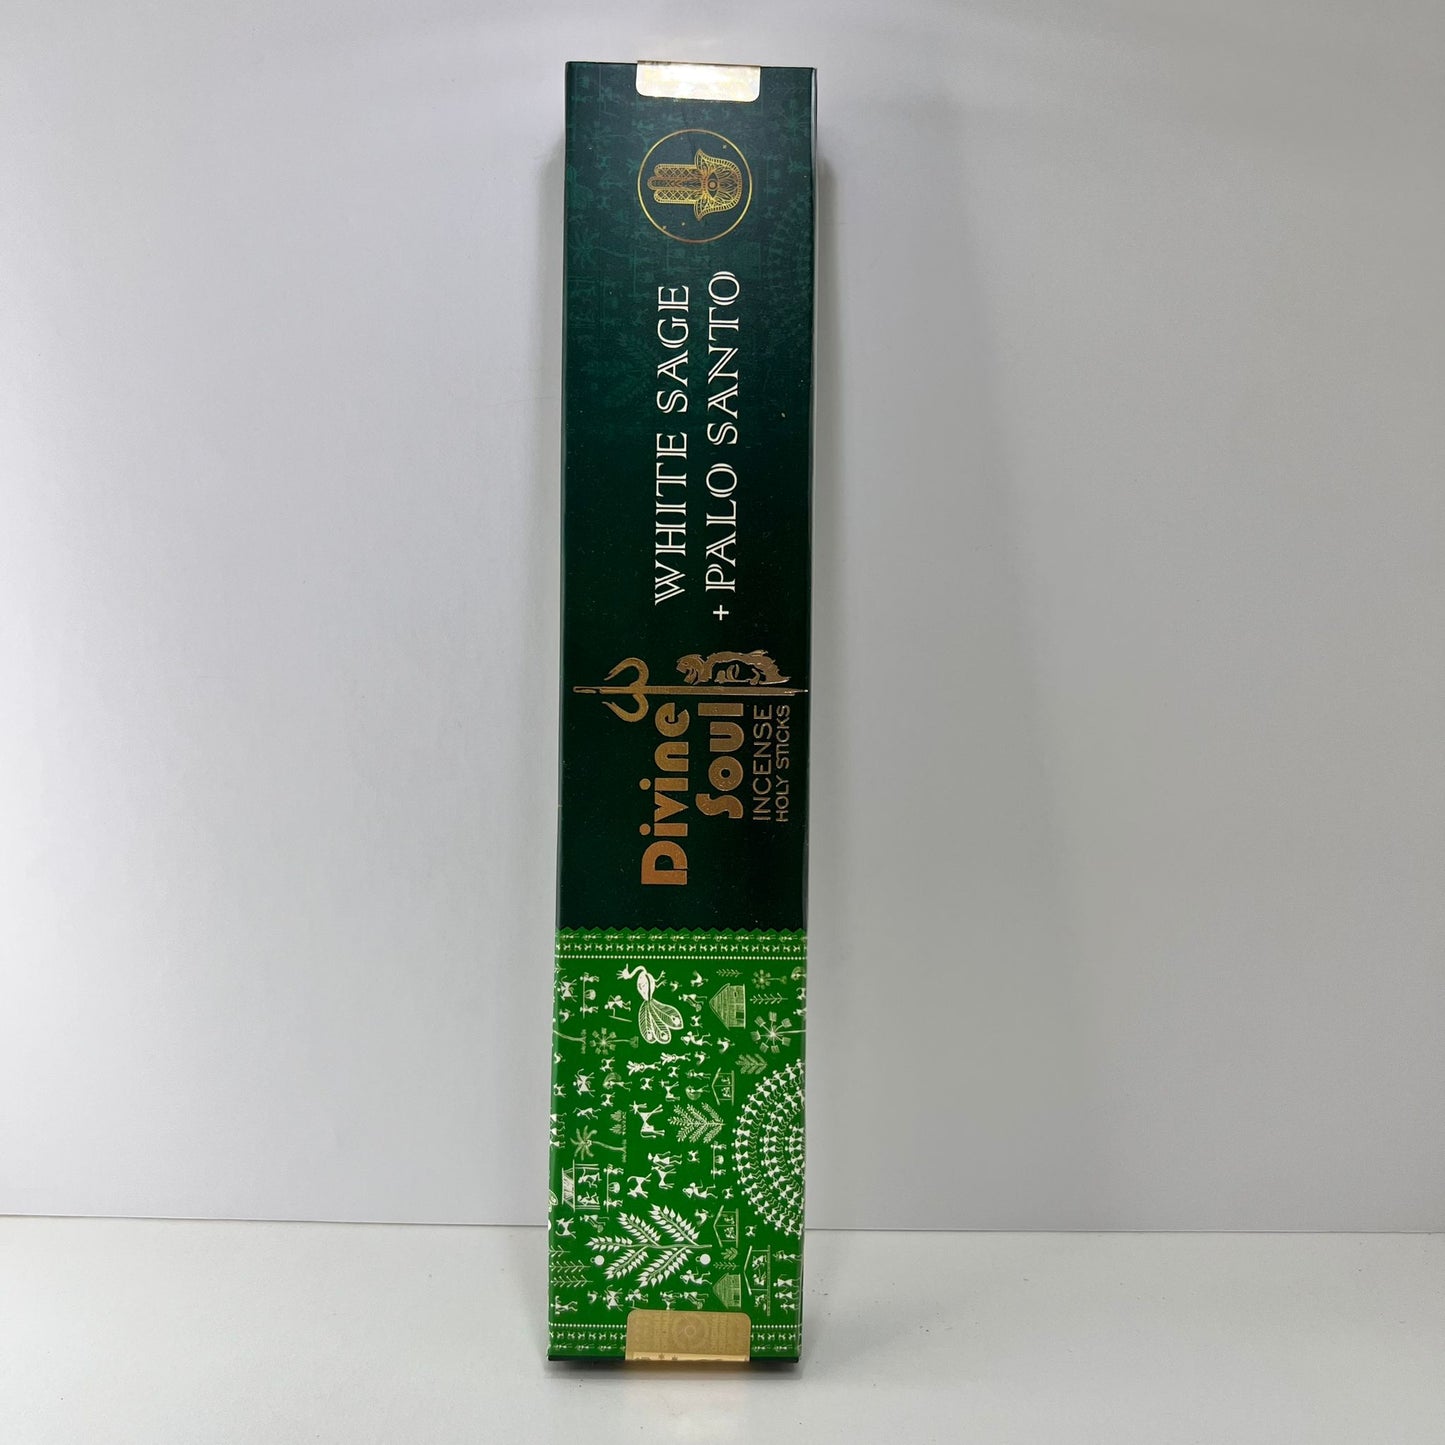 WHITE SAGE
+ PALO SANTO
Divine
Soul
INCENSE
HOLY STICKS